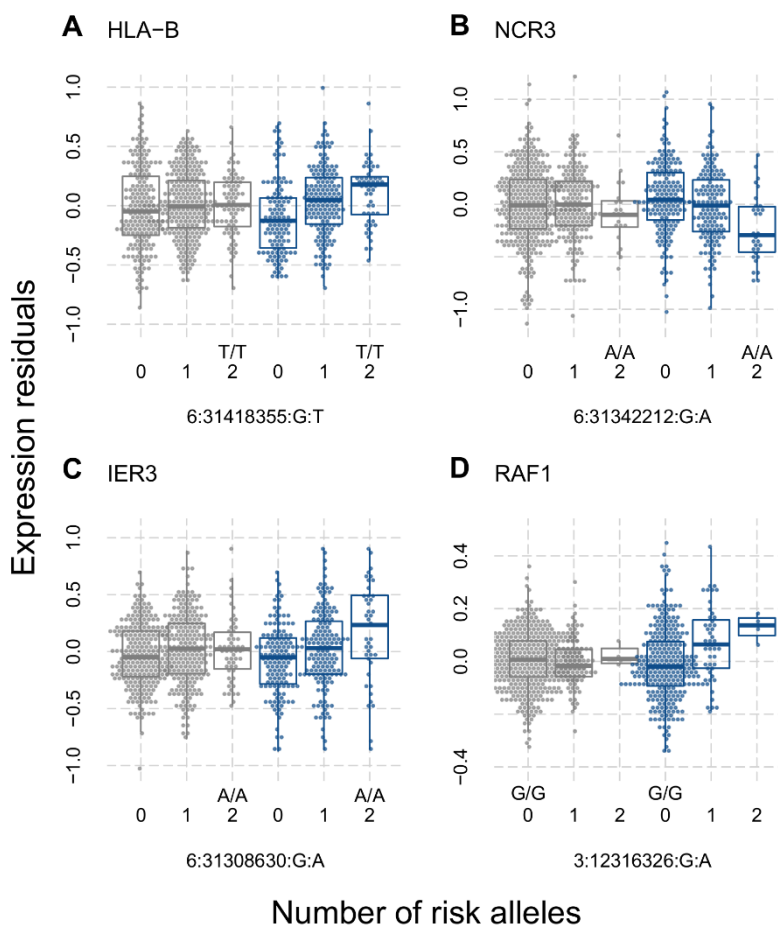 A HLA−B
1.0
0.5
0.0
−0.5
−1.0
T/T T/T
0 1 2 0 1 2
6:31418355:G:T
B NCR3
1.0
0.5
0.0
−1.0
A/A A/A
0 1 2 0 1 2
6:31342212:G:A
Expression residuals
C IER3
1.0
0.5
0.0
−0.5
−1.0
A/A A/A
0 1 2 0 1 2
6:31308630:G:A
D RAF1
0.4
0.2
0.0
−0.4
G/G G/G
0 1 2 0 1 2
3:12316326:G:A
Number of risk alleles